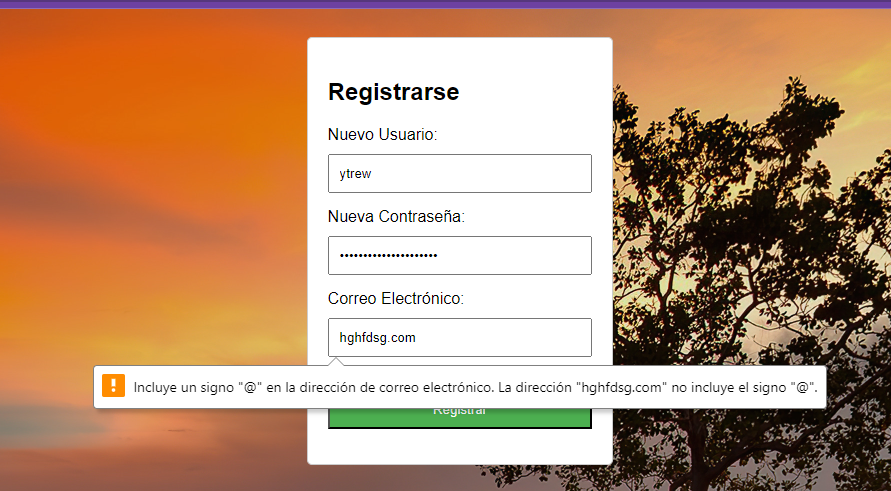 Registrarse
Nuevo Usuario:
ytrew
Nueva Contraseña:
•••••••••••••••••••••
Correo Electrónico:
hghfdsg.com
Incluye un signo "@" en la dirección de correo electrónico. La dirección "hghfdsg.com" no incluye el signo "@".
Registrar